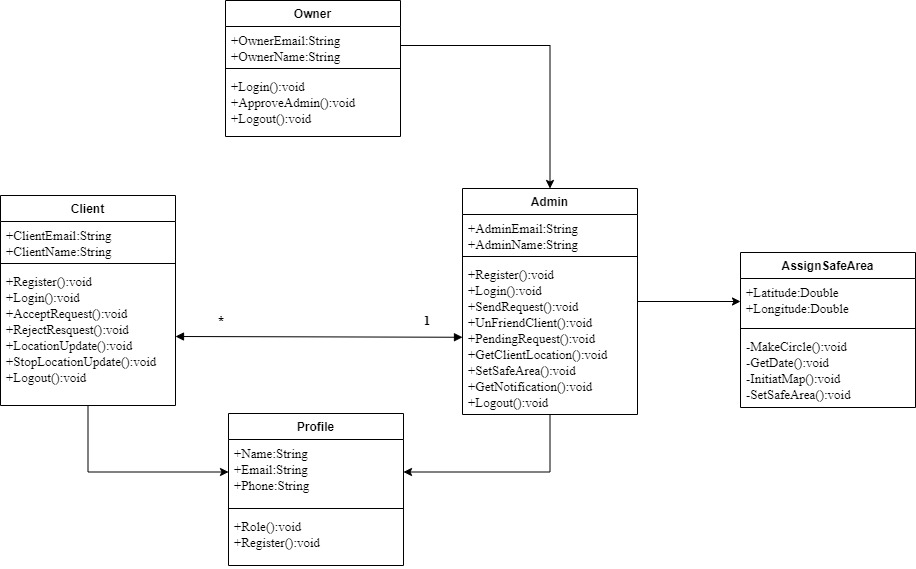 Owner
+OwnerEmail:String
+OwnerName:String
+Login():void
+ApproveAdmin():void
+Logout():void
Client
+ClientEmail:String
+ClientName:String
+Register():void
+Login():void
+AcceptRequest():void
+RejectResquest():void
+LocationUpdate():void
+StopLocationUpdate():void
+Logout():void
*
1
Admin
+AdminEmail:String
+AdminName:String
+Register():void
+Login():void
+SendRequest():void
+UnFriendClient():void
+PendingRequest():void
+GetClientLocation():void
+SetSafeArea():void
+GetNotification():void
+Logout():void
AssignSafeArea
+Latitude:Double
+Longitude:Double
-MakeCircle():void
-GetDate():void
-InitiatMap():void
-SetSafeArea():void
Profile
+Name:String
+Email:String
+Phone:String
+Role():void
+Register():void